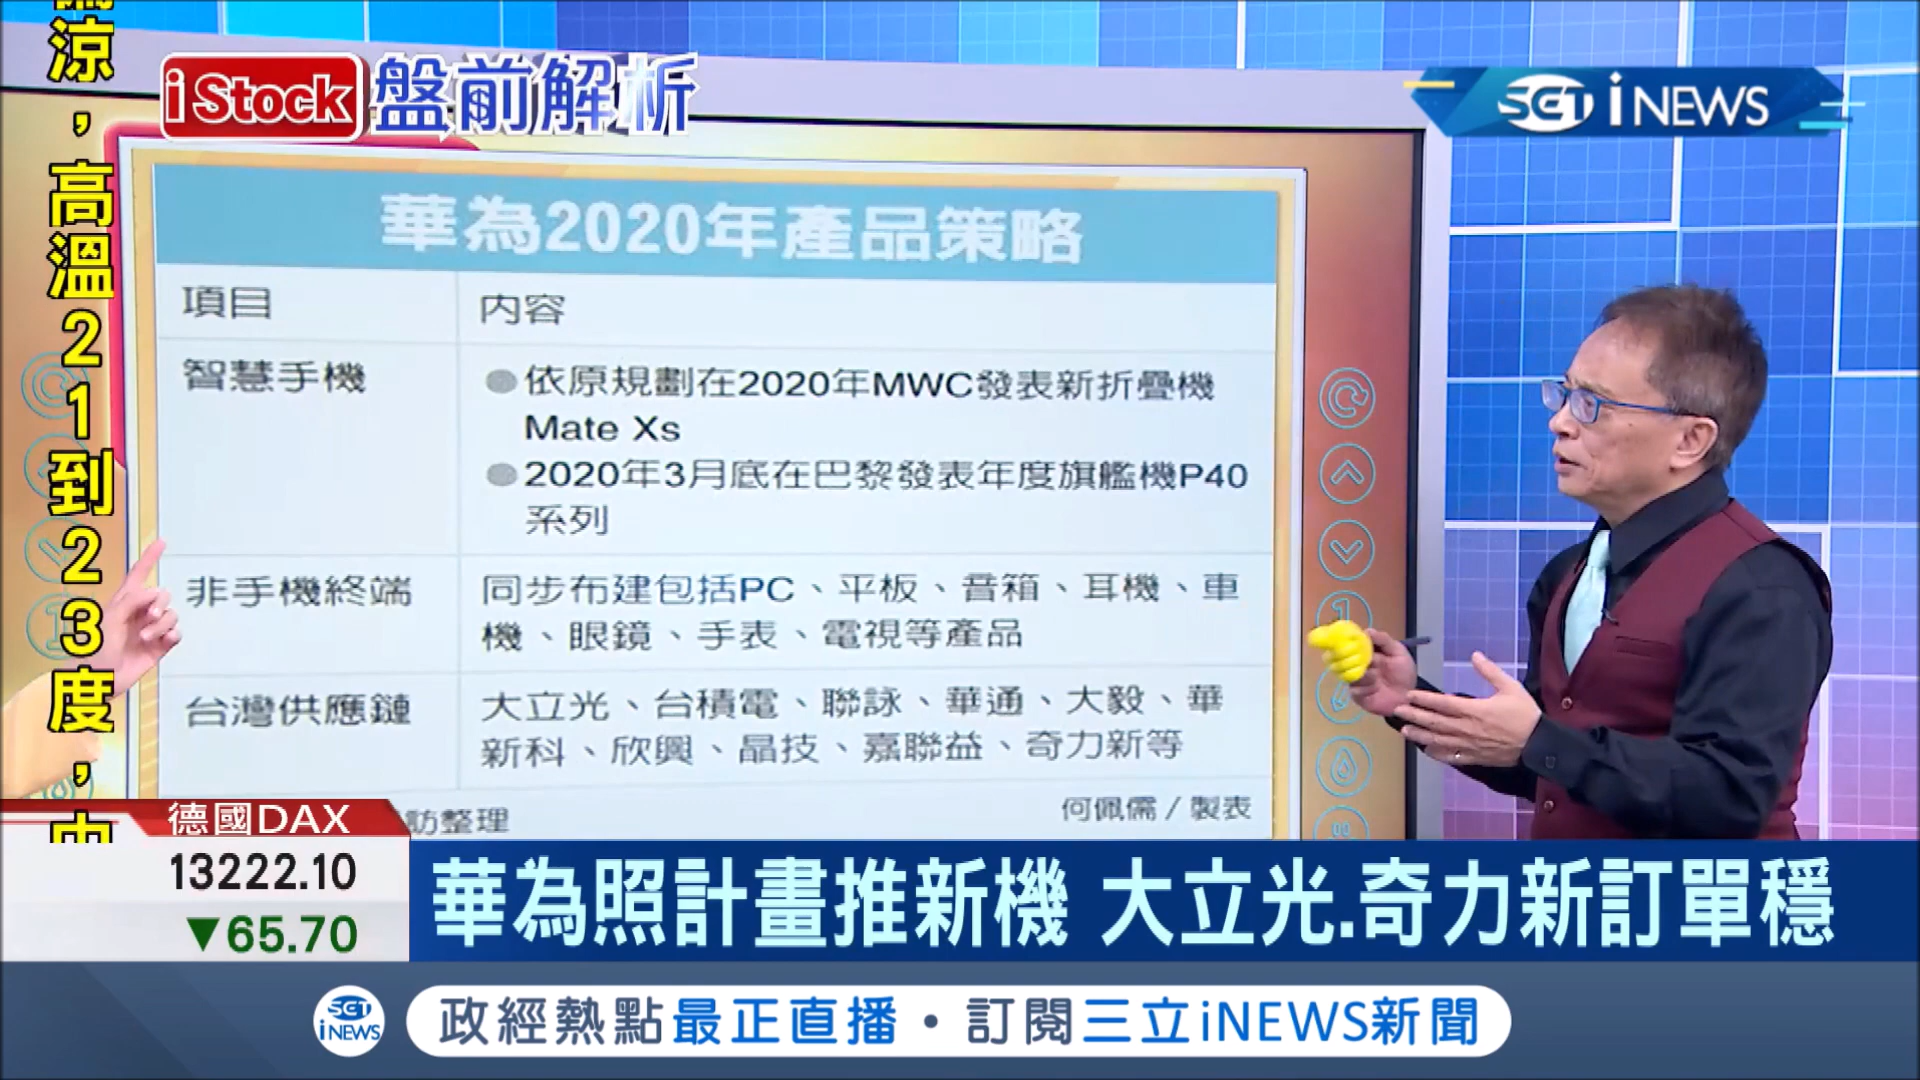 涼，高溫21到23度，中
iStock 盤前解析
SET iNEWS
華為2020年產品策略
項目 內容
智慧手機
依原規劃在2020年MWC發表新折疊機
Mate Xs
2020年3月底在巴黎發表年度旗艦機P40
系列
非手機終端
同步布建包括PC、平板、音箱、耳機、車
機、眼鏡、手表、電視等產品
台灣供應鏈
大立光、台積電、聯詠、華通、大毅、華
新科、欣興、晶技、嘉聯益、奇力新等
訪整理
何佩儒/製表
德國DAX
13222.10
▼65.70
華為照計畫推新機 大立光.奇力新訂單穩
SET iNEWS
政經熱點最正直播・訂閱三立iNEWS新聞